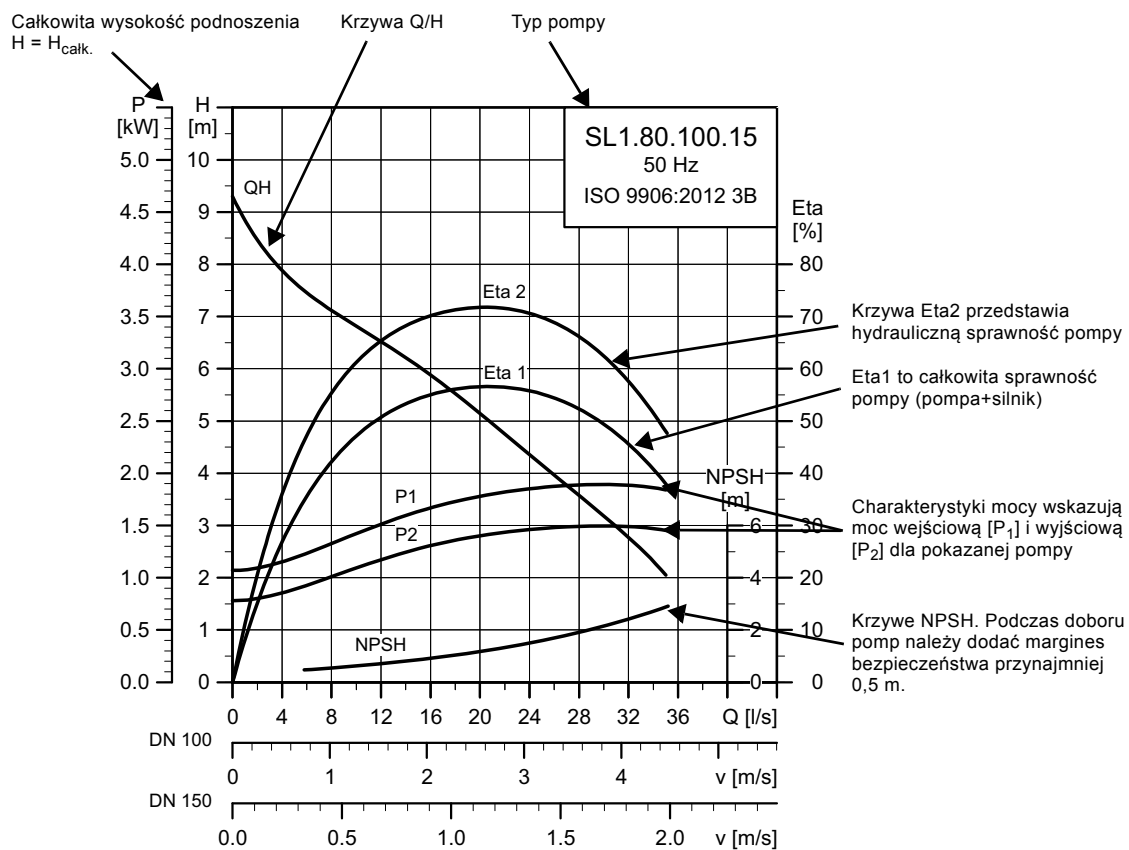 Całkowita wysokość podnoszenia
H = Hcałk.
Krzywa Q/H
Typ pompy
P
[kW]
H
[m]
SL1.80.100.15
50 Hz
ISO 9906:2012 3B
Eta
[%]
5.0
10
QH
4.5
9
4.0
8
80
Eta 2
3.5
7
70
Krzywa Eta2 przedstawia
hydrauliczną sprawność pompy
3.0
6
60
Eta 1
Eta1 to całkowita sprawność
pompy (pompa+silnik)
2.5
5
50
2.0
4
40
NPSH
[m]
P1
Charakterystyki mocy wskazują
moc wejściową [P1] i wyjściową
[P2] dla pokazanej pompy
1.5
3
6
30
P2
1.0
2
4
20
0.5
1
2
10
NPSH
Krzywe NPSH. Podczas doboru
pomp należy dodać margines
bezpieczeństwa przynajmniej
0,5 m.
0.0
0
0
0
0 4 8 12 16 20 24 28 32 36 Q [l/s]
DN 100
0 1 2 3 4 v [m/s]
DN 150
0.0 0.5 1.0 1.5 2.0 v [m/s]